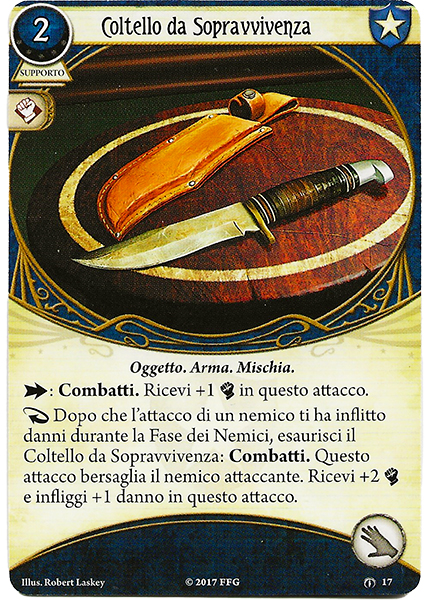 2
Coltello da Sopravvivenza
SUPPORTO
Oggetto. Arma. Mischia.
: Combatti. Ricevi +1 in questo attacco.
Dopo che l'attacco di un nemico ti ha inflitto
danni durante la Fase dei Nemici, esaurisci il
Coltello da Sopravvivenza: Combatti. Questo
attacco bersaglia il nemico attaccante. Ricevi +2
e infliggi +1 danno in questo attacco.
Illus. Robert Laskey © 2017 FFG 17